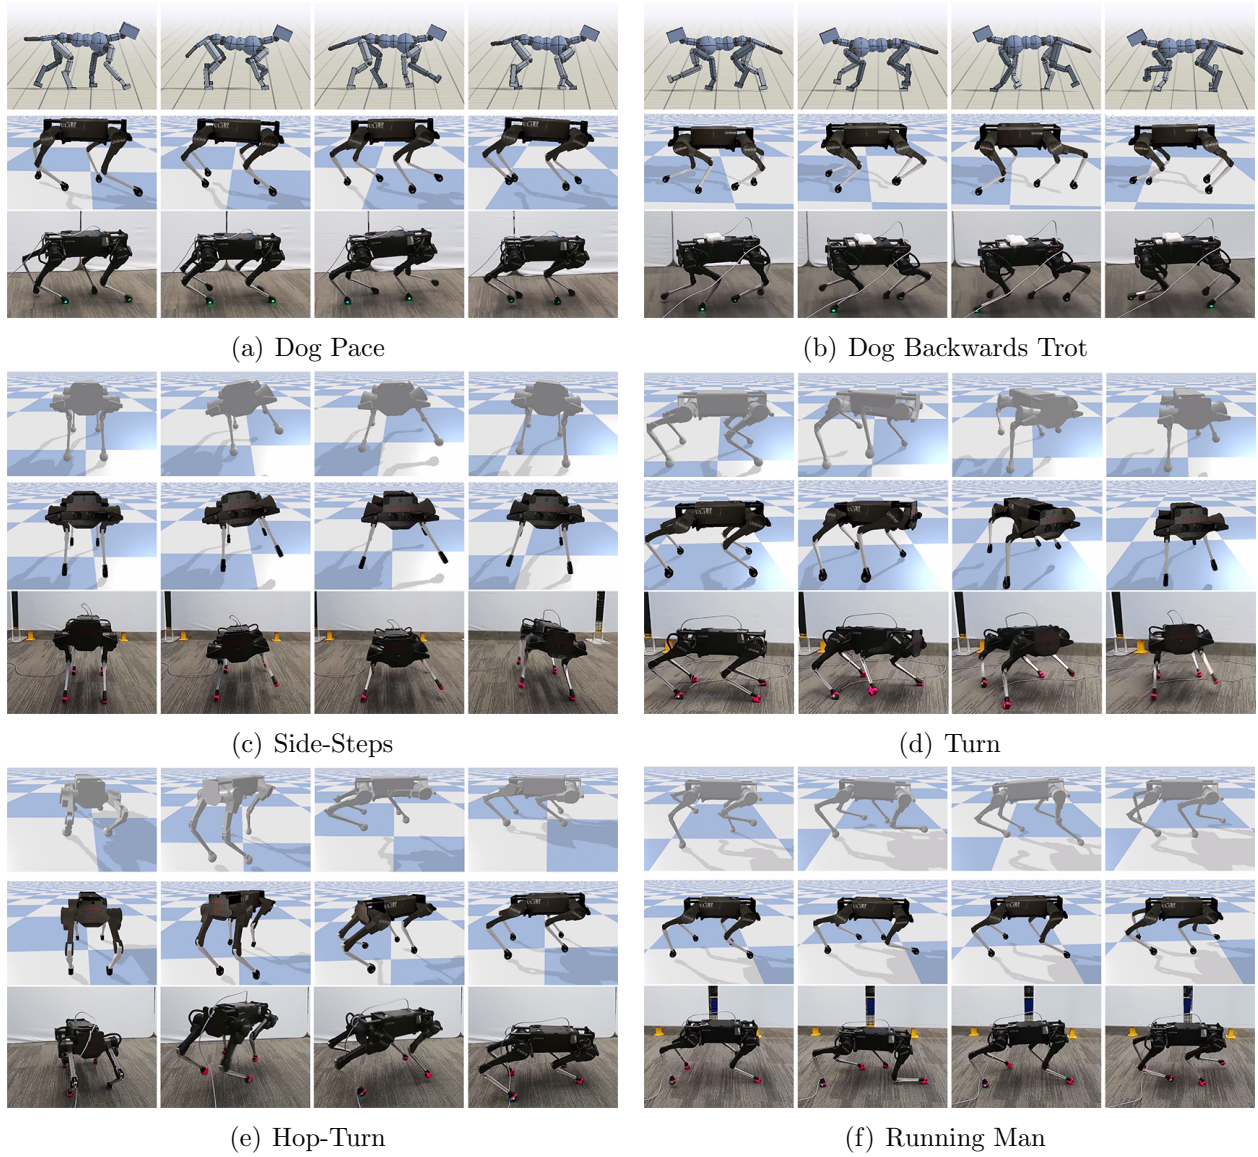 (a) Dog Pace
(b) Dog Backwards Trot
(c) Side-Steps
(d) Turn
(e) Hop-Turn
(f) Running Man